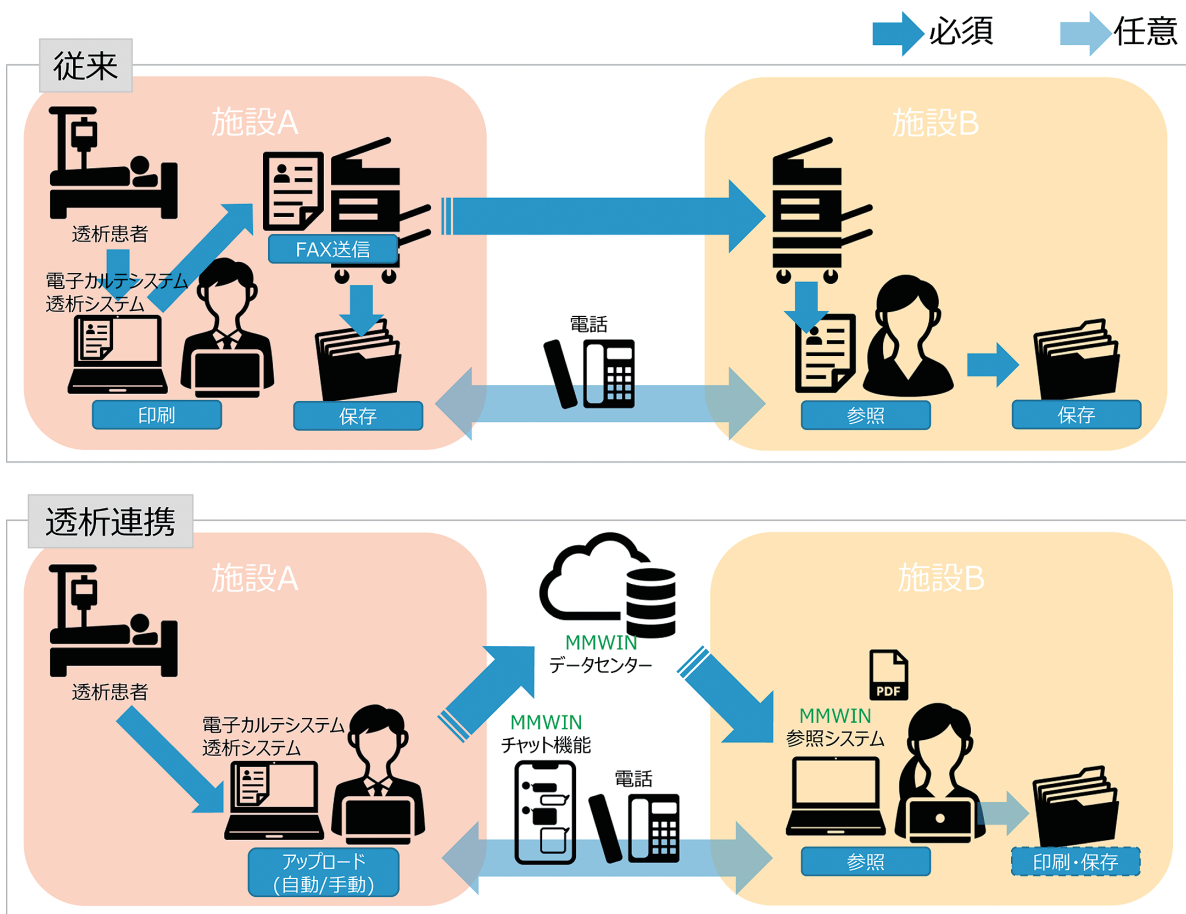 必須
任意
従来
施設A
施設B
透析患者
FAX送信
電子カルテシステム
透析システム
電話
印刷
保存
参照
保存
透析連携
施設A
施設B
MMWIN
データセンター
透析患者
PDF
電子カルテシステム
透析システム
MMWIN
チャット機能
MMWIN
参照システム
電話
アップロード
(自動/手動)
参照
印刷・保存